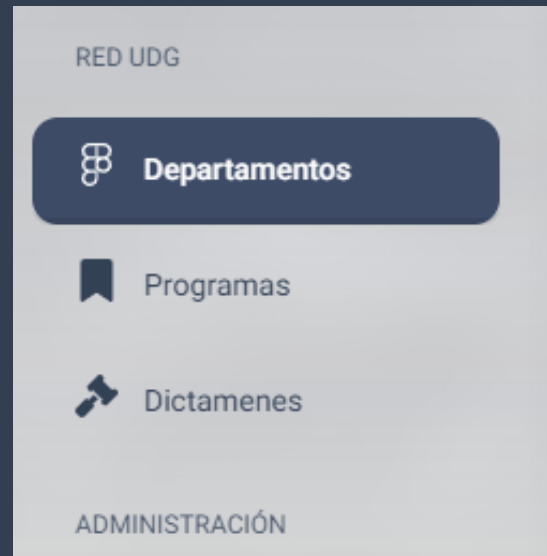 RED UDG
Departamentos
Programas
Dictamenes
ADMINISTRACIÓN